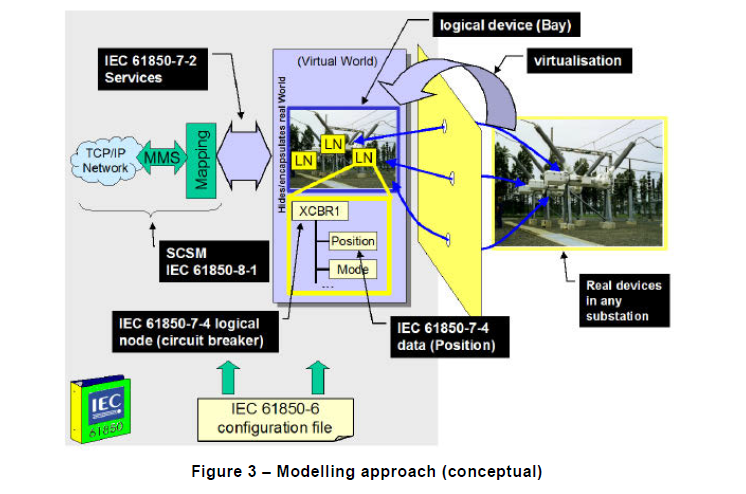 logical device (Bay)
IEC 61850-7-2
Services
(Virtual World)
virtualisation
Hides/encapsulates real World
TCP/IP
Network
MMS
Mapping
LN
LN
LN
SCSM
IEC 61850-8-1
XCBR1
Position
Mode
...
Real devices
in any
substation
IEC 61850-7-4 logical
node (circuit breaker)
IEC 61850-7-4
data (Position)
IEC
61850
IEC 61850-6
configuration file
Figure 3 – Modelling approach (conceptual)